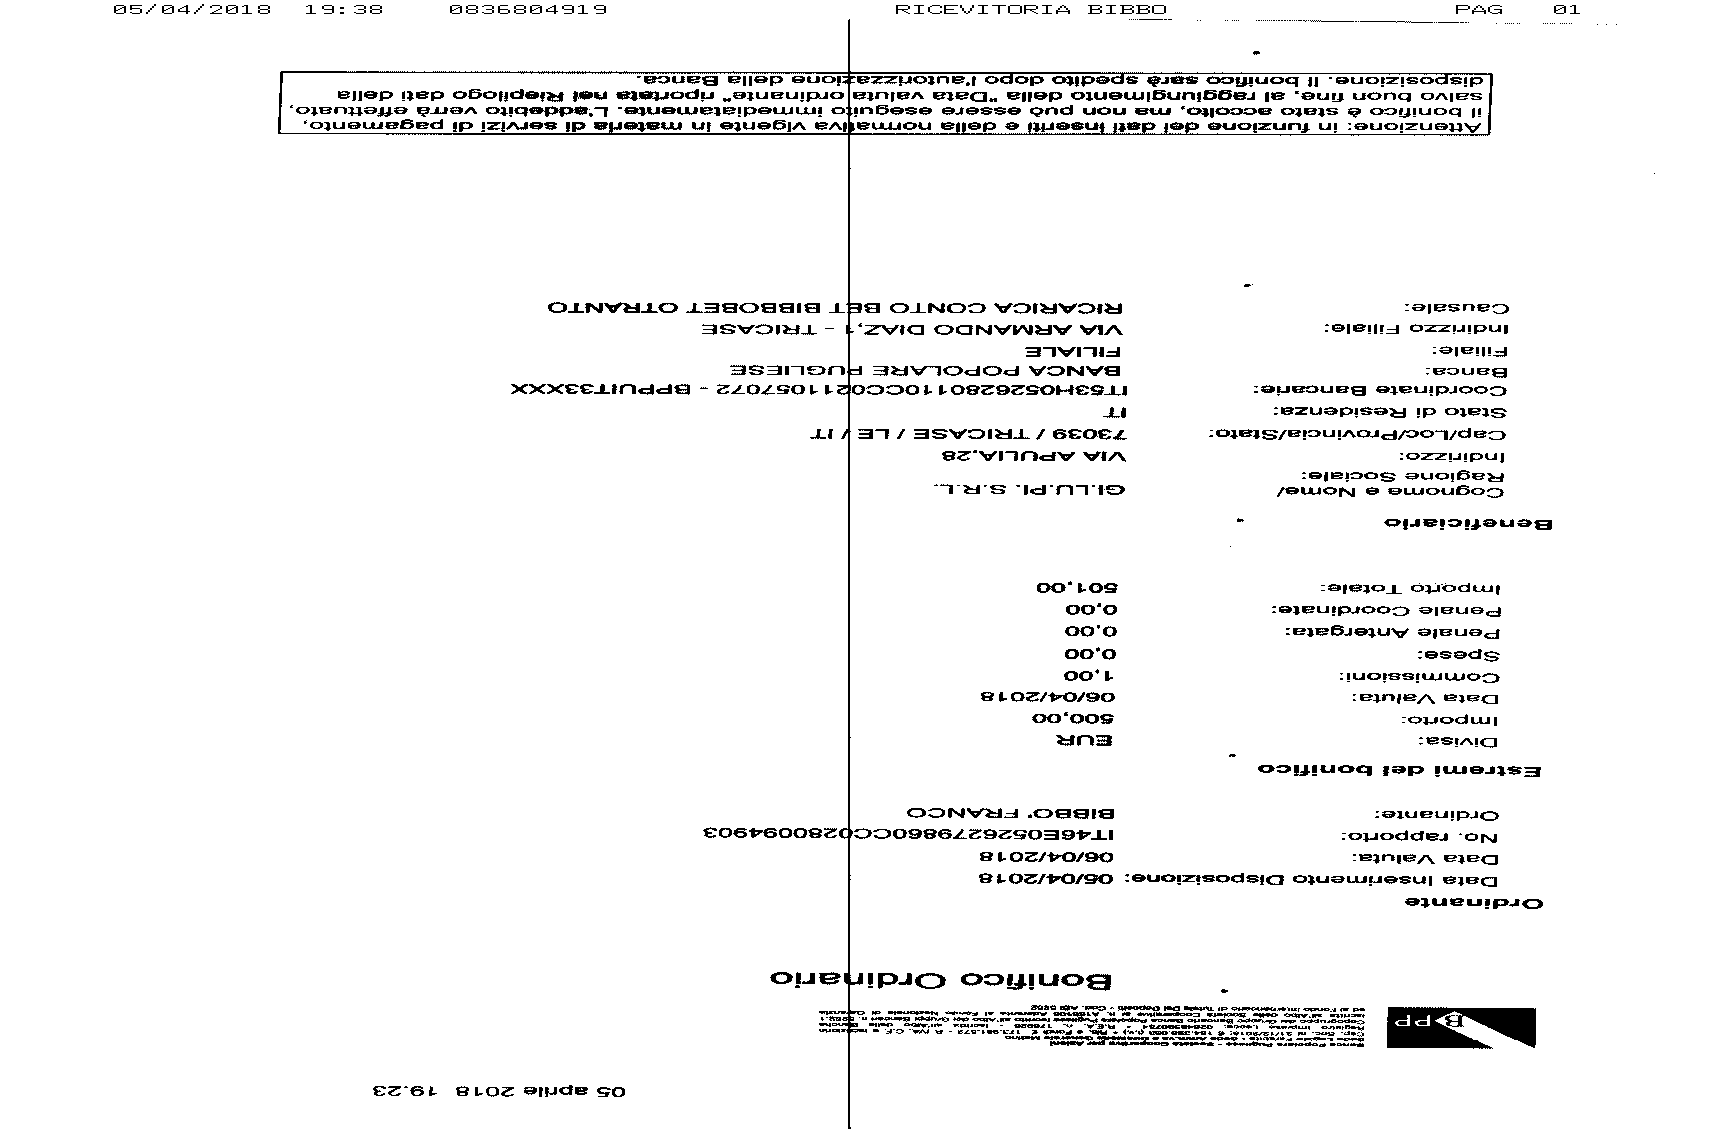 05/04/2018 19:38 0836804919 RICEVITORIA BIBBO PAG 01
05 aprile 2018 19.23
BPP
Banca Popolare Pugliese - Società Cooperativa per Azioni
Bonifico Ordinario
Ordinante
Data Inserimento Disposizione: 05/04/2018
Data Valuta: 06/04/2018
No. rapporto: IT46E0526279860CC0280094903
Ordinante: BIBBO' FRANCO
Estremi del bonifico
Divisa: EUR
Importo: 500,00
Data Valuta: 06/04/2018
Commissioni: 1,00
Spese: 0,00
Penale Antergata: 0,00
Penale Coordinate: 0,00
Importo Totale: 501,00
Beneficiario
Cognome e Nome/
Ragione Sociale: GI.LU.PI. S.R.L.
Indirizzo: VIA APULIA,28
Cap/Loc/Provincia/Stato: 73039 / TRICASE / LE / IT
Stato di Residenza: IT
Coordinate Bancarie: IT53H0526280110CC0211057072 - BPPUIT33XXX
Banca: BANCA POPOLARE PUGLIESE
Filiale: FILIALE
Indirizzo Filiale: VIA ARMANDO DIAZ,1 - TRICASE
Causale: RICARICA CONTO BET BIBBOBET OTRANTO
Attenzione: in funzione dei dati inseriti e della normativa vigente in materia di servizi di pagamento,
il bonifico è stato accolto, ma non può essere eseguito immediatamente. L'addebito verrà effettuato,
salvo buon fine, al raggiungimento della "Data valuta ordinante" riportata nel Riepilogo dati della
disposizione. Il bonifico sarà spedito dopo l'autorizzazione della Banca.